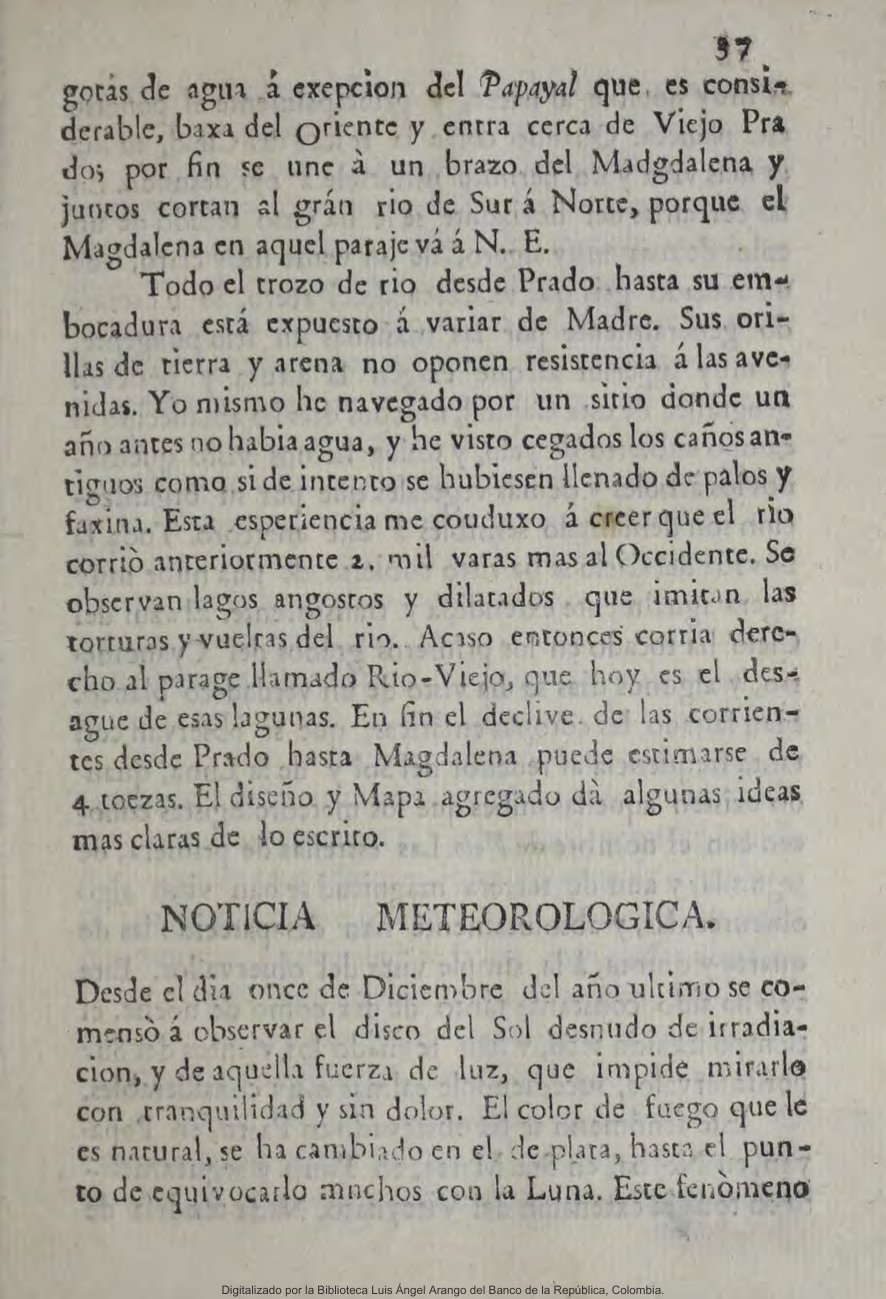 37
gotas de agua á exepcion del Papayal que es consi-
derable, baxa del Oriente y entra cerca de Viejo Pra
do; por fin se une à un brazo del Madgdalena y
juntos cortan al grán rio de Sur á Norte, porque el
Magdalena en aquel paraje vá á N. E.
Todo el trozo de rio desde Prado hasta su em-
bocadura está expuesto á variar de Madre. Sus ori-
llas de tierra y arena no oponen resistencia á las ave-
nidas. Yo mismo he navegado por un sitio donde un
año antes no habia agua, y he visto cegados los caños an-
tiguos como si de intento se hubiesen llenado de palos y
faxina. Esta esperiencia me couduxo á creer que el rio
corriò anteriormente 2. mil varas mas al Occidente. Se
observan lagos angostos y dilatados que imitan las
torturas y vueltas del rio. Acaso entonces corria dere-
cho al parage llamado Rio-Viejo, que hoy es el des-
ague de esas lagunas. En fin el declive de las corrien-
tes desde Prado hasta Magdalena puede estimarse de
4 toezas. El diseño y Mapa agregado dà algunas ideas
mas claras de lo escrito.
NOTICIA METEOROLOGICA.
Desde el dia once de Diciembre del año ultimo se co-
mensò á observar el disco del Sol desnudo de irradia-
cion, y de aquella fuerza de luz, que impide mirarlo
con tranquilidad y sin dolor. El color de fuego que le
es natural, se ha cambiado en el de plata, hasta el pun-
to de equivocarlo mnchos con la Luna. Este fenòmeno
Digitalizado por la Biblioteca Luis Ángel Arango del Banco de la República, Colombia.